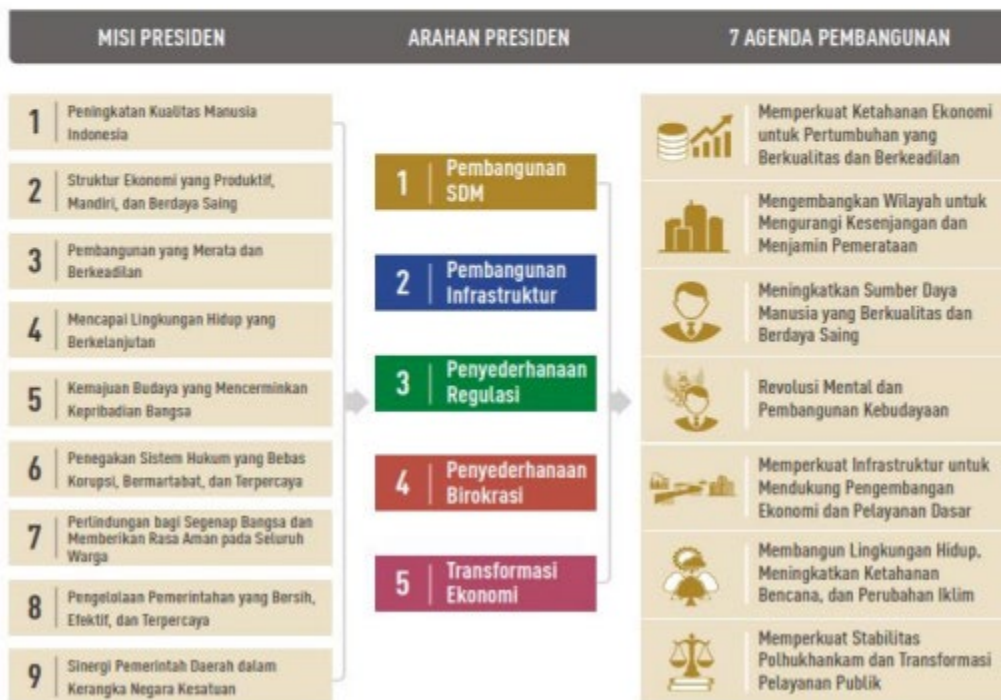 MISI PRESIDEN
ARAHAN PRESIDEN
7 AGENDA PEMBANGUNAN
1
Peningkatan Kualitas Manusia
Indonesia
2
Struktur Ekonomi yang Produktif,
Mandiri, dan Berdaya Saing
3
Pembangunan yang Merata dan
Berkeadilan
4
Mencapai Lingkungan Hidup yang
Berkelanjutan
5
Kemajuan Budaya yang Mencerminkan
Kepribadian Bangsa
6
Penegakan Sistem Hukum yang Bebas
Korupsi, Bermartabat, dan Terpercaya
7
Perlindungan bagi Segenap Bangsa dan
Memberikan Rasa Aman pada Seluruh
Warga
8
Pengelolaan Pemerintahan yang Bersih,
Efektif, dan Terpercaya
9
Sinergi Pemerintah Daerah dalam
Kerangka Negara Kesatuan
1
Pembangunan
SDM
2
Pembangunan
Infrastruktur
3
Penyederhanaan
Regulasi
4
Penyederhanaan
Birokrasi
5
Transformasi
Ekonomi
Memperkuat Ketahanan Ekonomi
untuk Pertumbuhan yang
Berkualitas dan Berkeadilan
Mengembangkan Wilayah untuk
Mengurangi Kesenjangan dan
Menjamin Pemerataan
Meningkatkan Sumber Daya
Manusia yang Berkualitas dan
Berdaya Saing
Revolusi Mental dan
Pembangunan Kebudayaan
Memperkuat Infrastruktur untuk
Mendukung Pengembangan
Ekonomi dan Pelayanan Dasar
Membangun Lingkungan Hidup,
Meningkatkan Ketahanan
Bencana, dan Perubahan Iklim
Memperkuat Stabilitas
Polhukhankam dan Transformasi
Pelayanan Publik